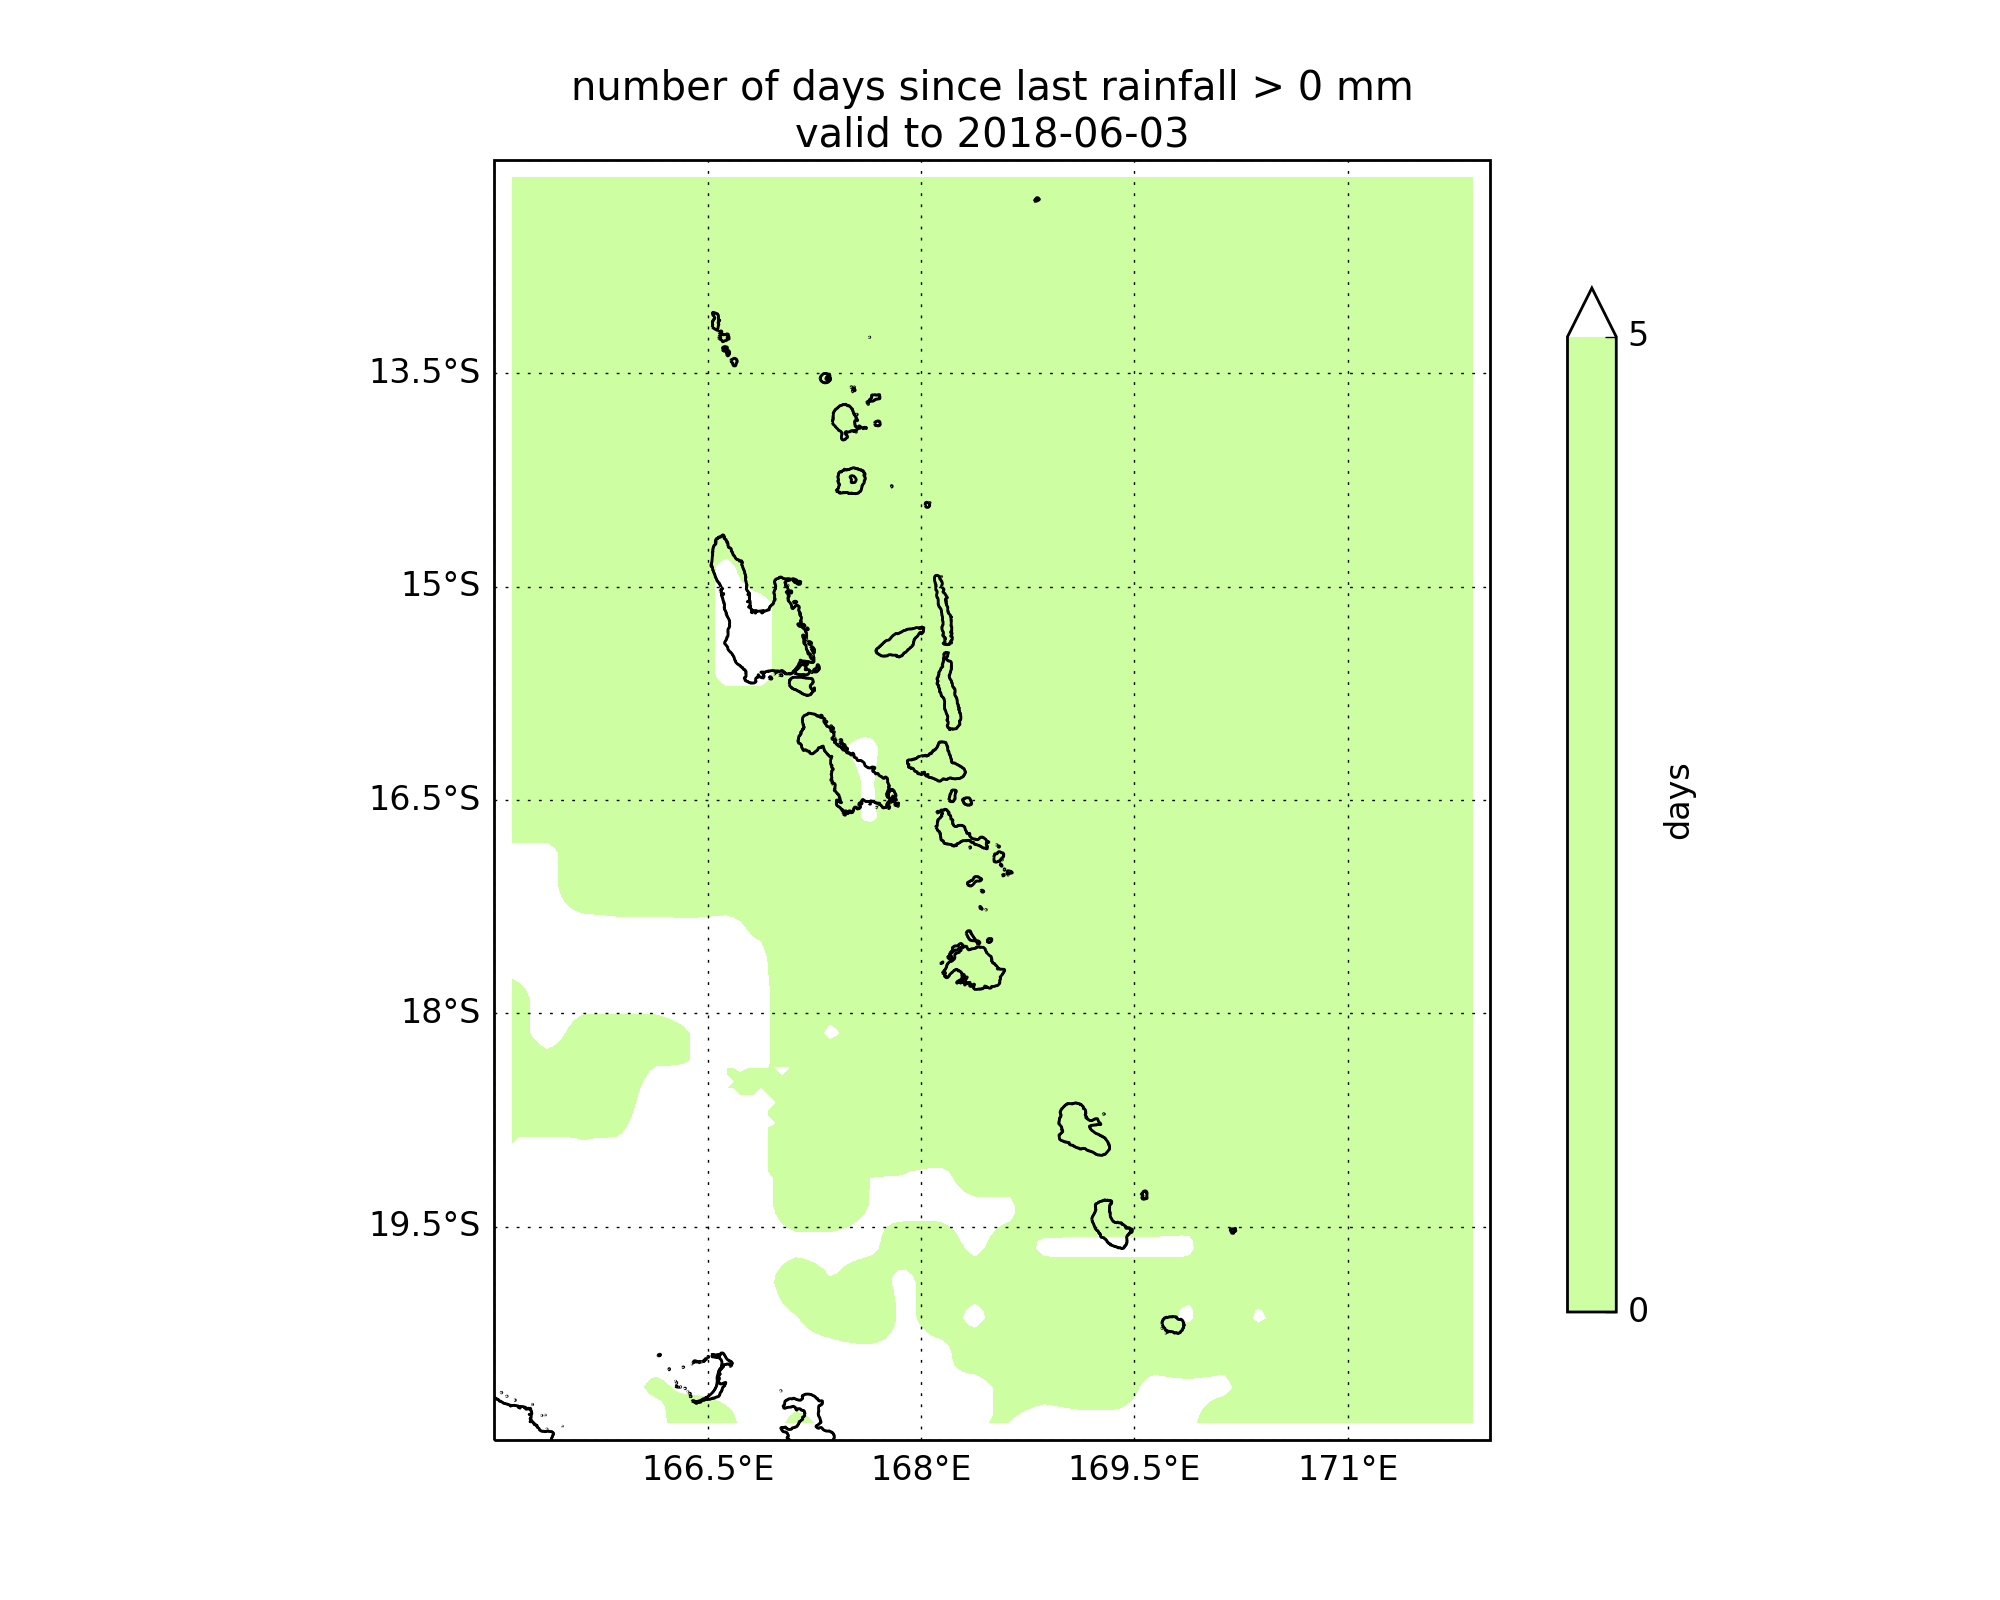 number of days since last rainfall > 0 mm
valid to 2018-06-03
13.5°S
15°S
16.5°S
18°S
19.5°S
166.5°E
168°E
169.5°E
171°E
5
days
0